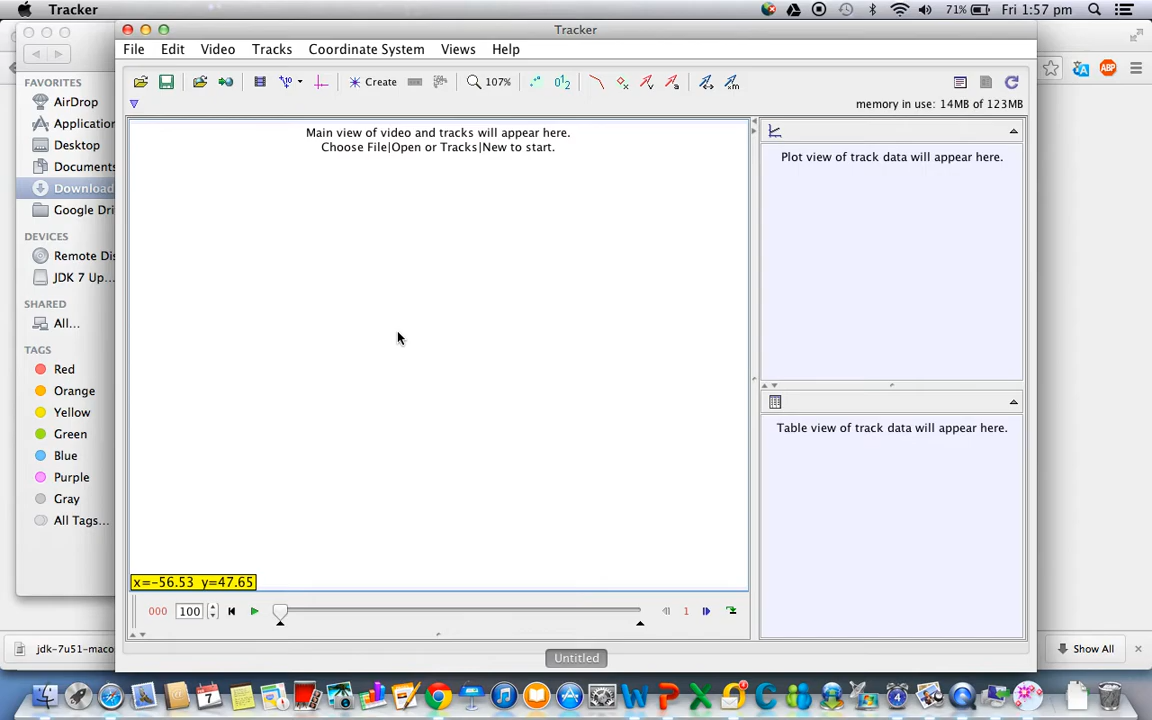 Tracker
71% Fri 1:57 pm
Tracker
File Edit Video Tracks Coordinate System Views Help
Create 107%
memory in use: 14MB of 123MB
Main view of video and tracks will appear here.
Choose File|Open or Tracks|New to start.
Plot view of track data will appear here.
Table view of track data will appear here.
x=-56.53 y=47.65
000 100 1
Untitled
FAVORITES
AirDrop
Application
Desktop
Documents
Download
Google Dri
DEVICES
Remote Dis
JDK 7 Up...
SHARED
All...
TAGS
Red
Orange
Yellow
Green
Blue
Purple
Gray
All Tags...
ABP
jdk-7u51-maco
Show All